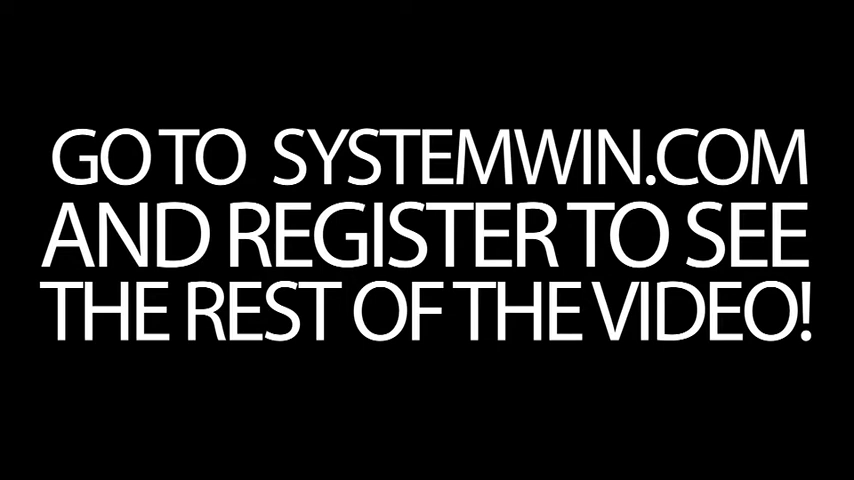 GO TO SYSTEMWIN.COM
AND REGISTER TO SEE
THE REST OF THE VIDEO!